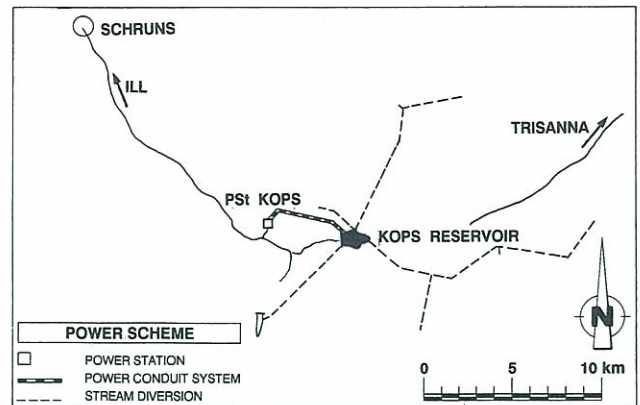 SCHRUNS
ILL
TRISANNA
PSt KOPS
KOPS RESERVOIR
POWER SCHEME
POWER STATION
POWER CONDUIT SYSTEM
STREAM DIVERSION
N
0 5 10 km